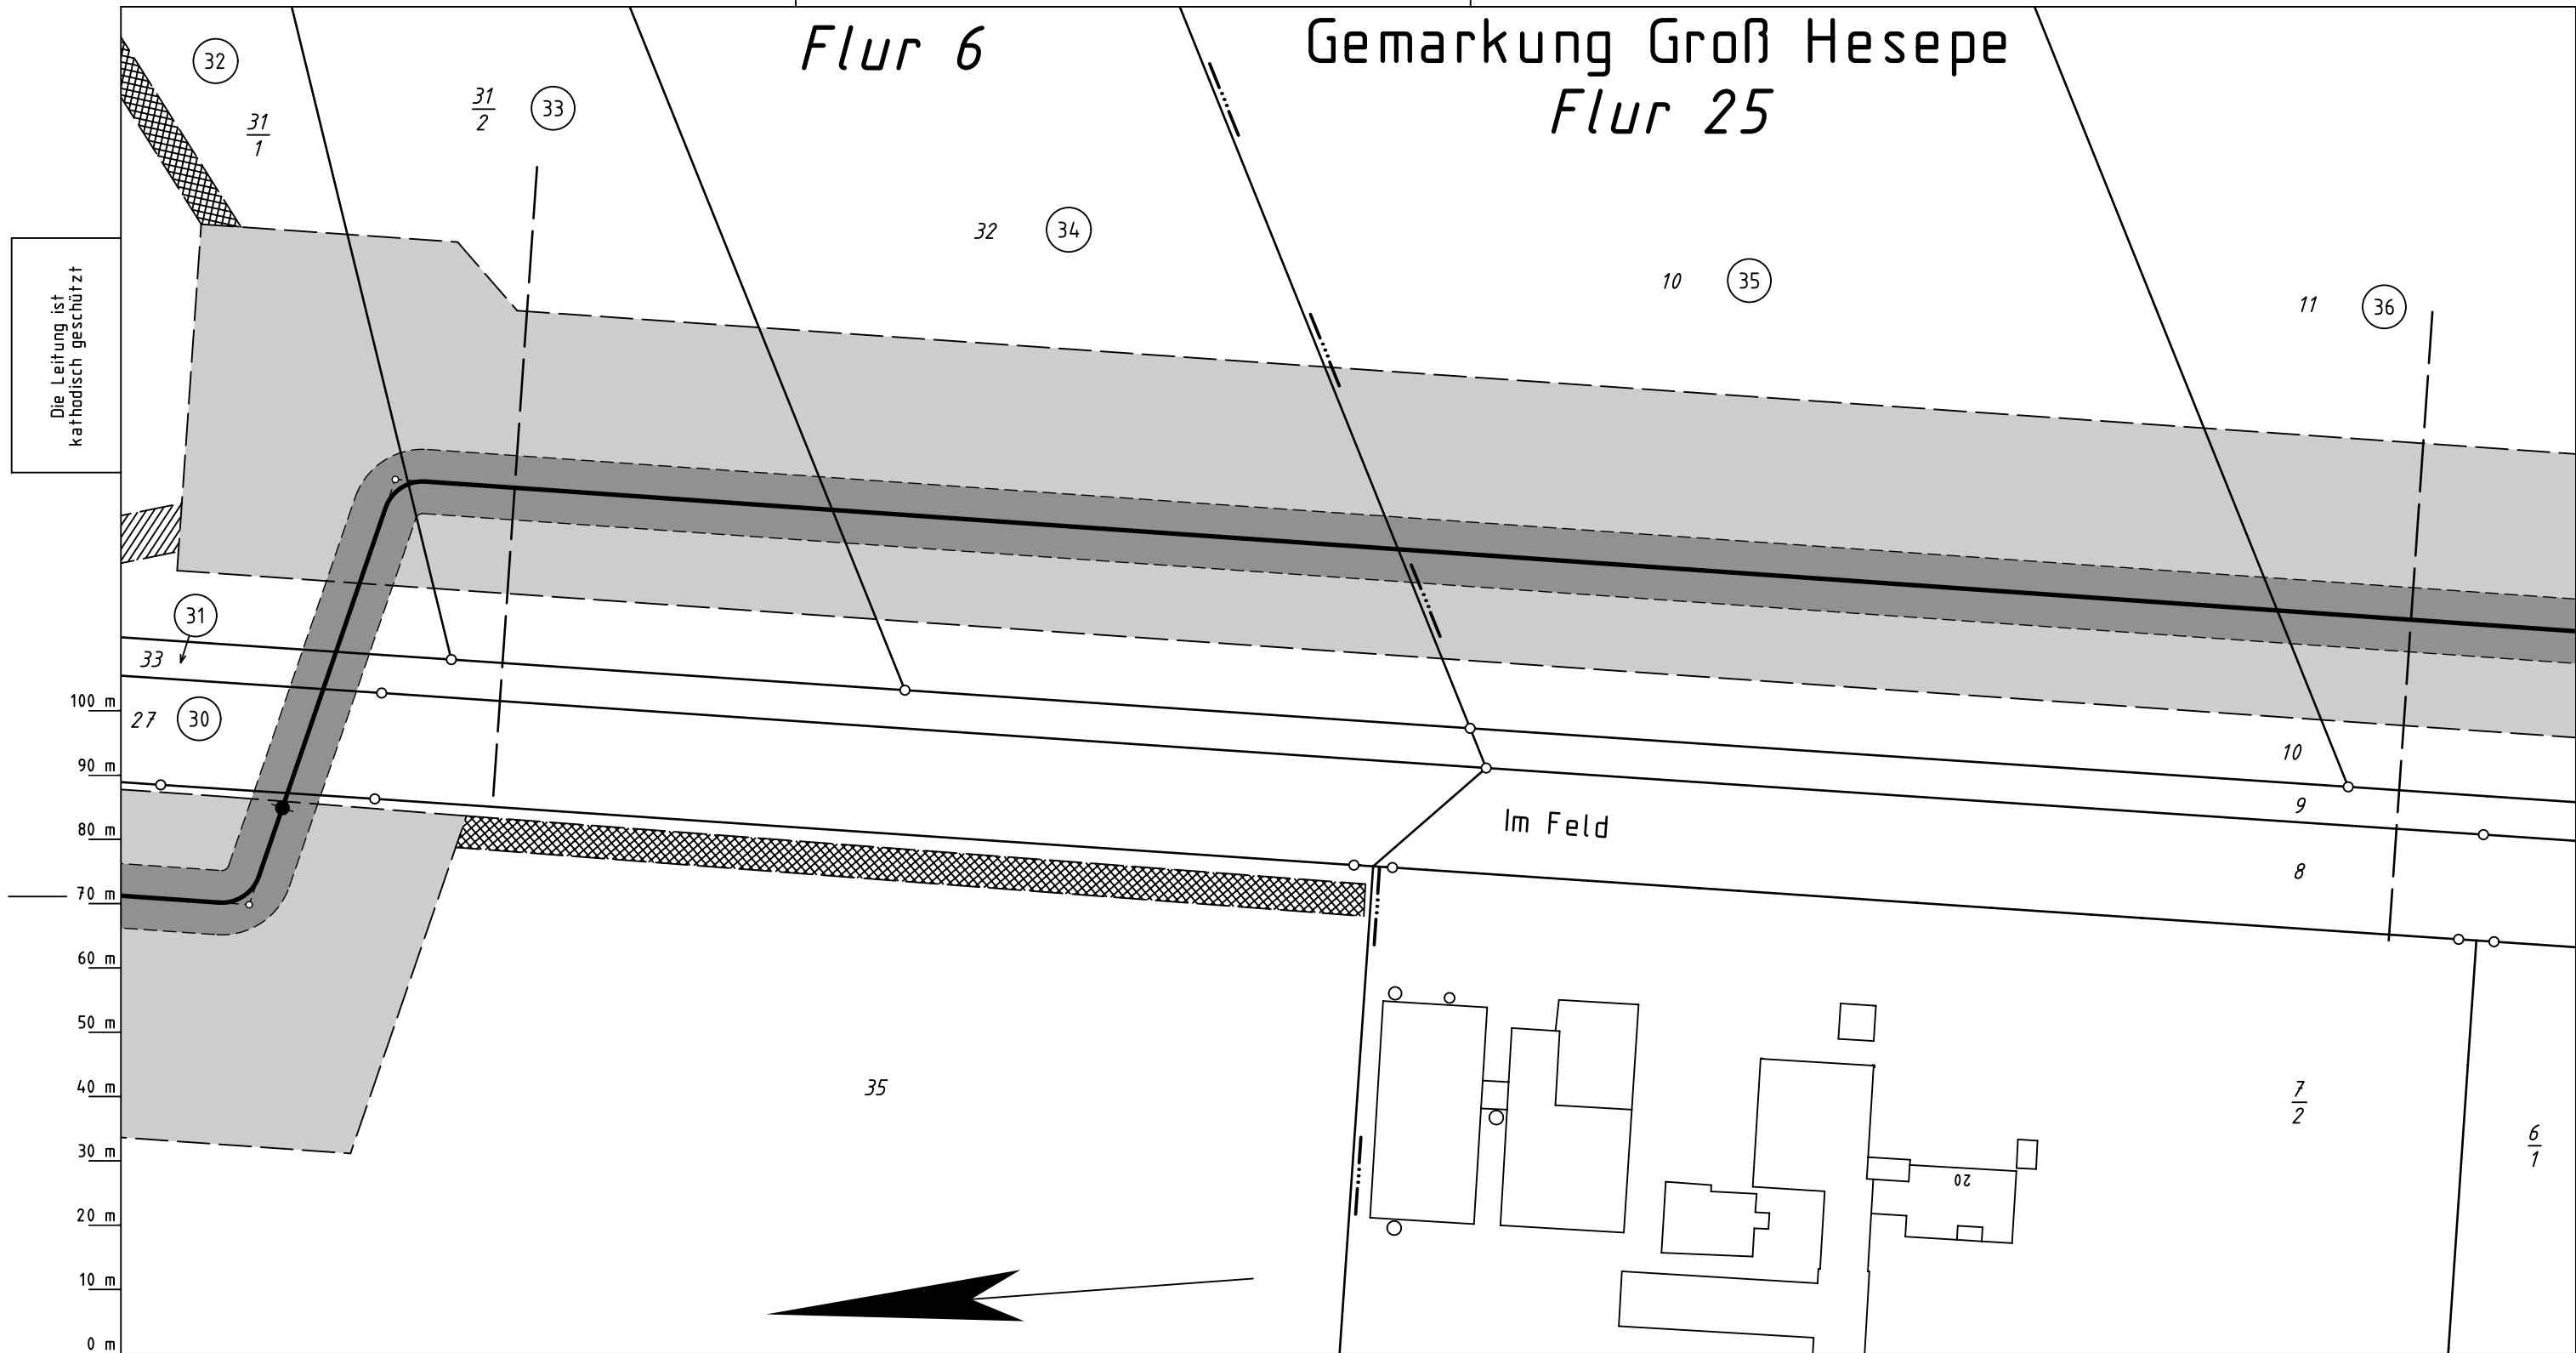 Flur 6
Gemarkung Groß Hesepe
Flur 25
32
31
1
31
2
33
32
34
10
35
11
36
Die Leitung ist
kathodisch geschützt
31
33
27
30
100 m
90 m
80 m
70 m
60 m
50 m
40 m
30 m
20 m
10 m
0 m
10
9
Im Feld
8
35
7
2
6
1
20